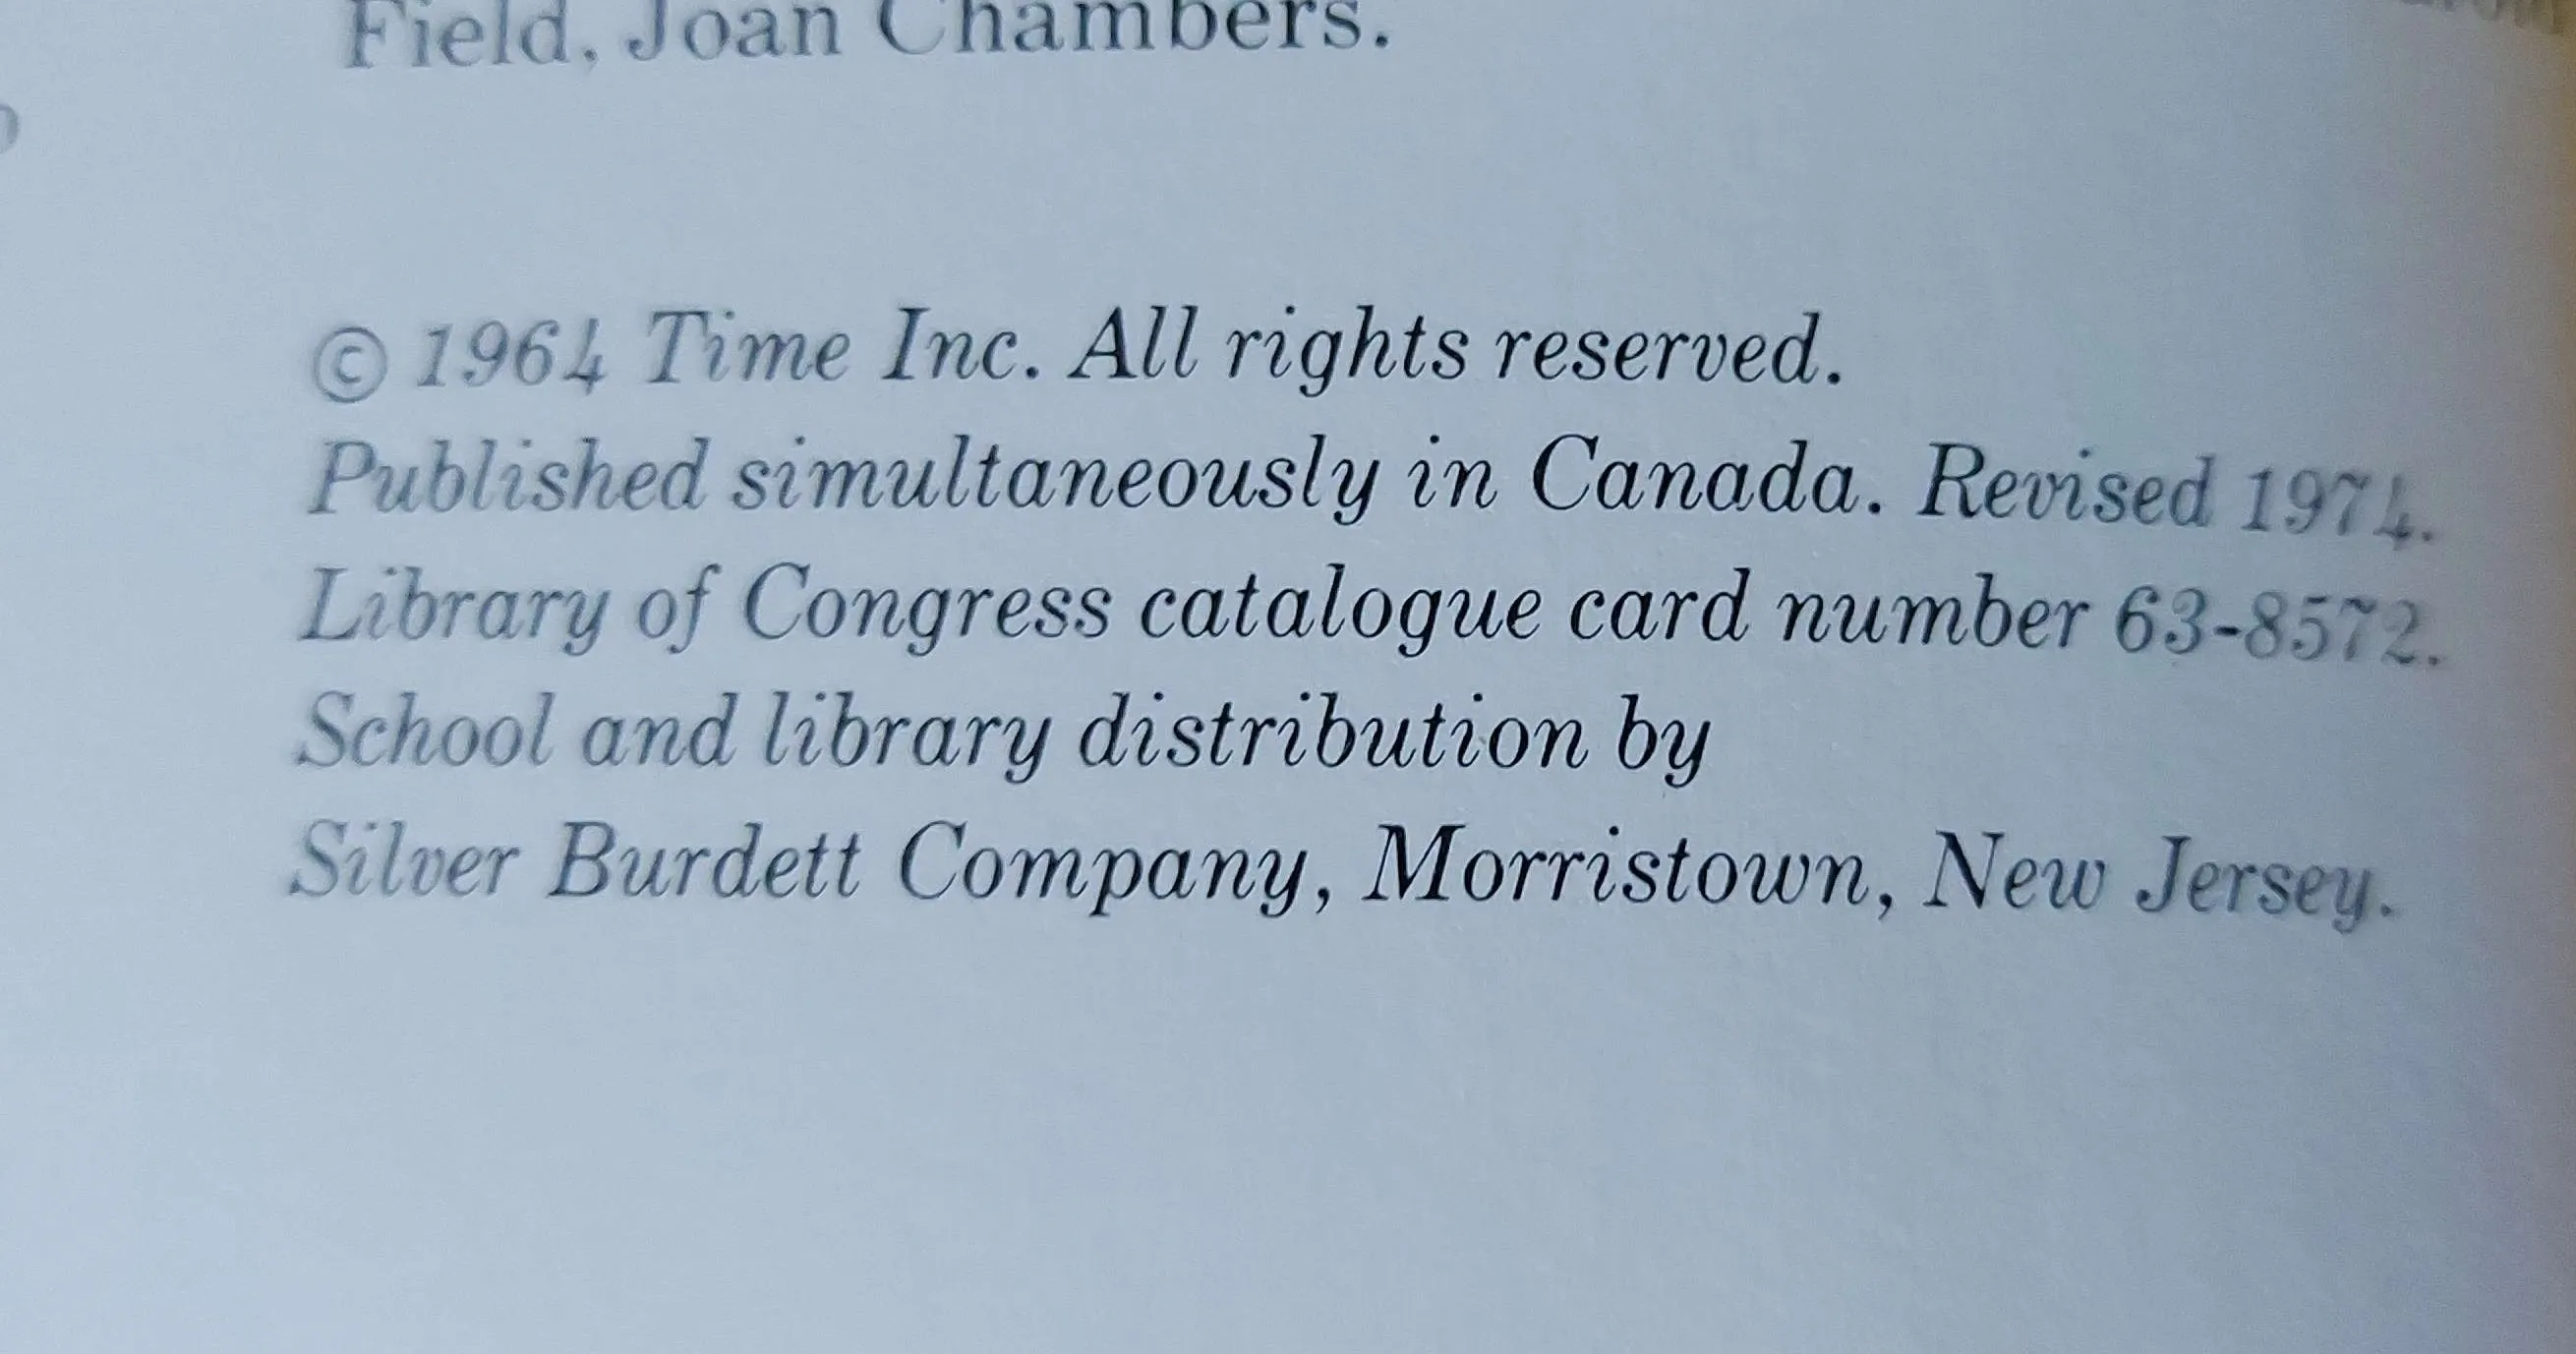 Field, Joan Chambers.
© 1964 Time Inc. All rights reserved.
Published simultaneously in Canada. Revised 1974.
Library of Congress catalogue card number 63-8572.
School and library distribution by
Silver Burdett Company, Morristown, New Jersey.